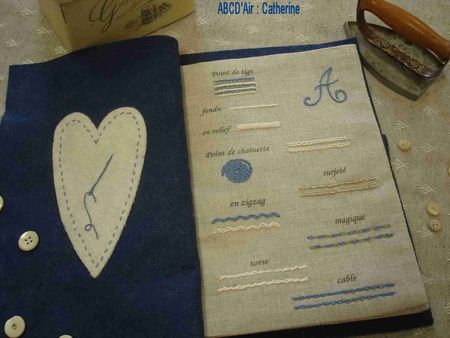 ABCD'Air : Catherine
Point de tige
A
fendu
en relief
Point de chaînette
surjeté
en zigzag
magique
torse
cable